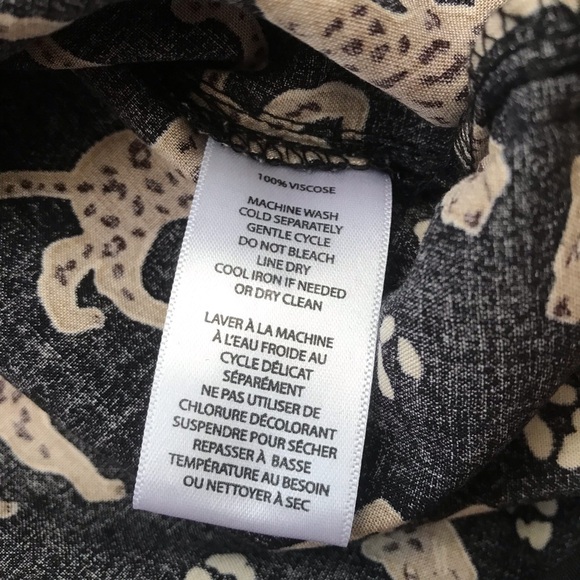 100% VISCOSE
MACHINE WASH
COLD SEPARATELY
GENTLE CYCLE
DO NOT BLEACH
LINE DRY
COOL IRON IF NEEDED
OR DRY CLEAN
LAVER À LA MACHINE
À L'EAU FROIDE AU
CYCLE DÉLICAT
SÉPARÉMENT
NE PAS UTILISER DE
CHLORURE DÉCOLORANT
SUSPENDRE POUR SÉCHER
REPASSER À BASSE
TEMPÉRATURE AU BESOIN
OU NETTOYER À SEC